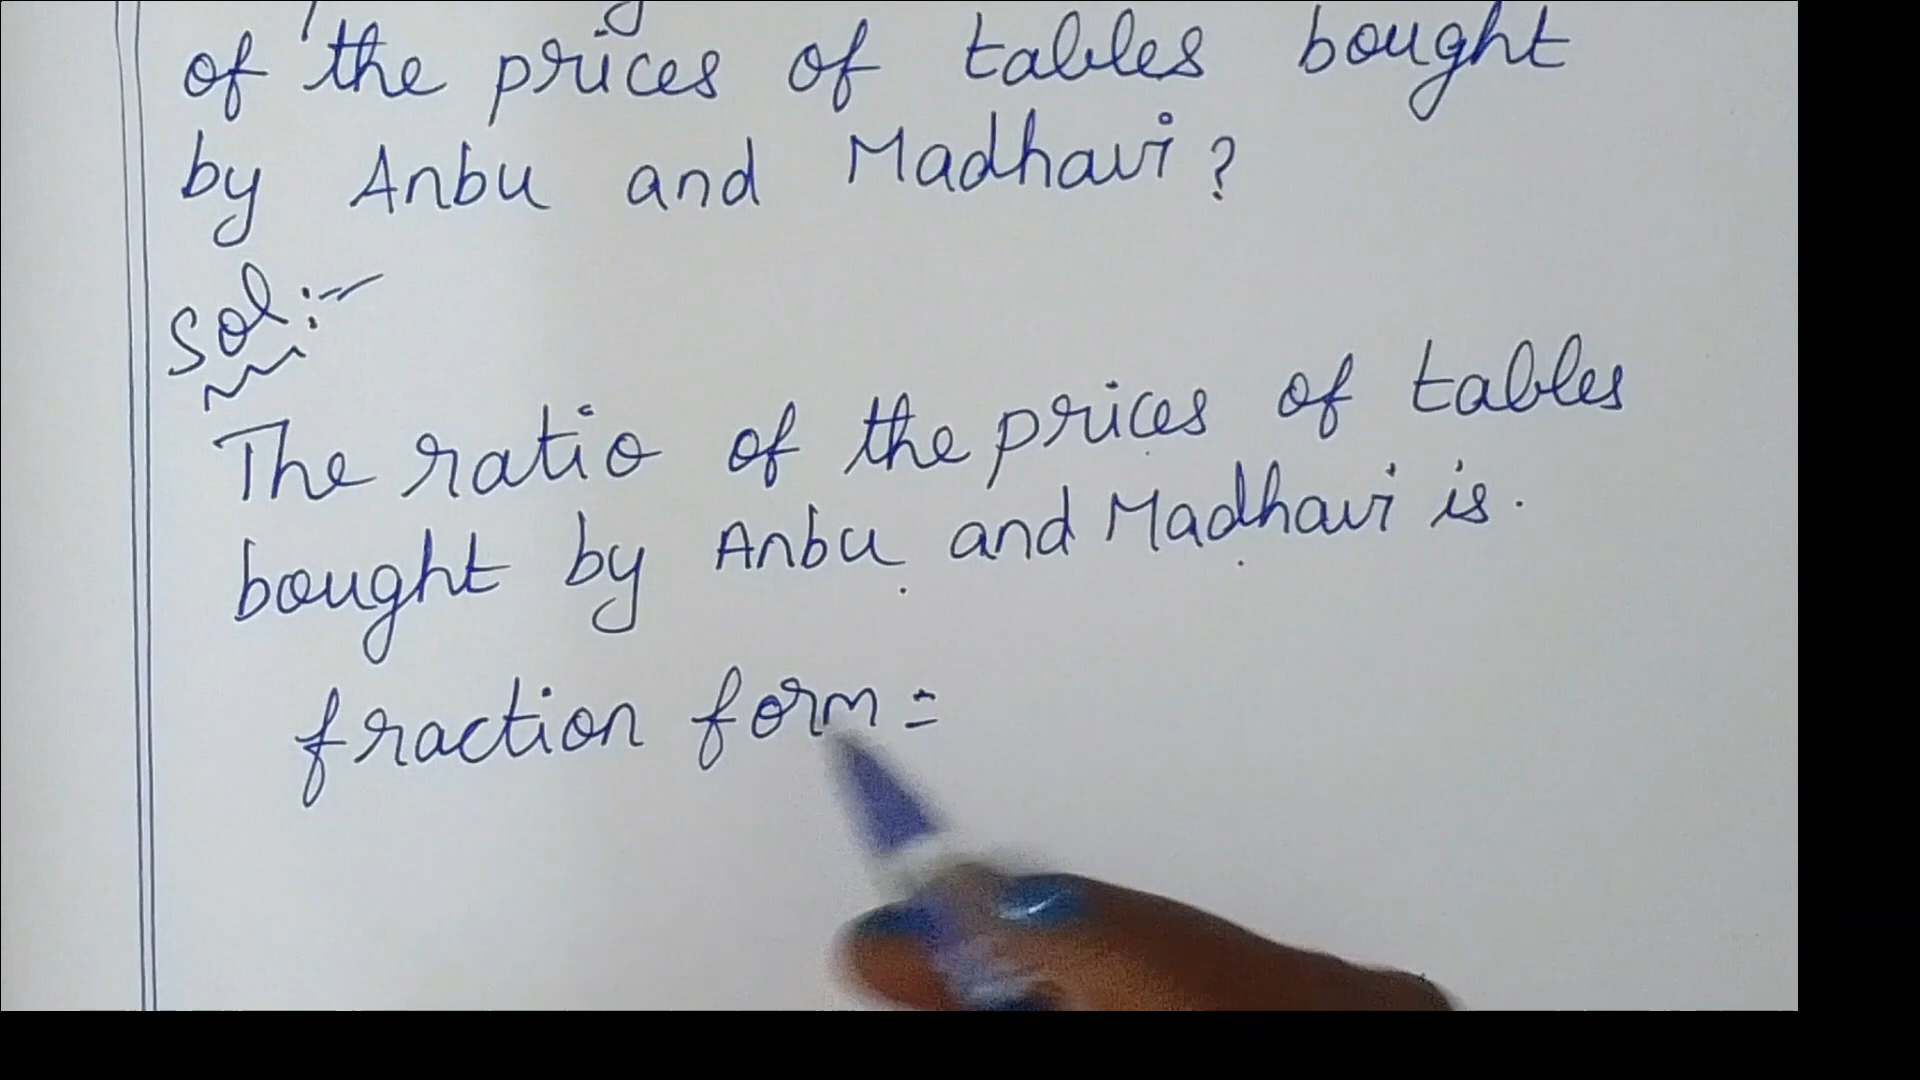 of the prices of tables bought
by Anbu and Madhavi?
Sol:-
The ratio of the prices of tables
bought by Anbu and Madhavi is.
fraction form =